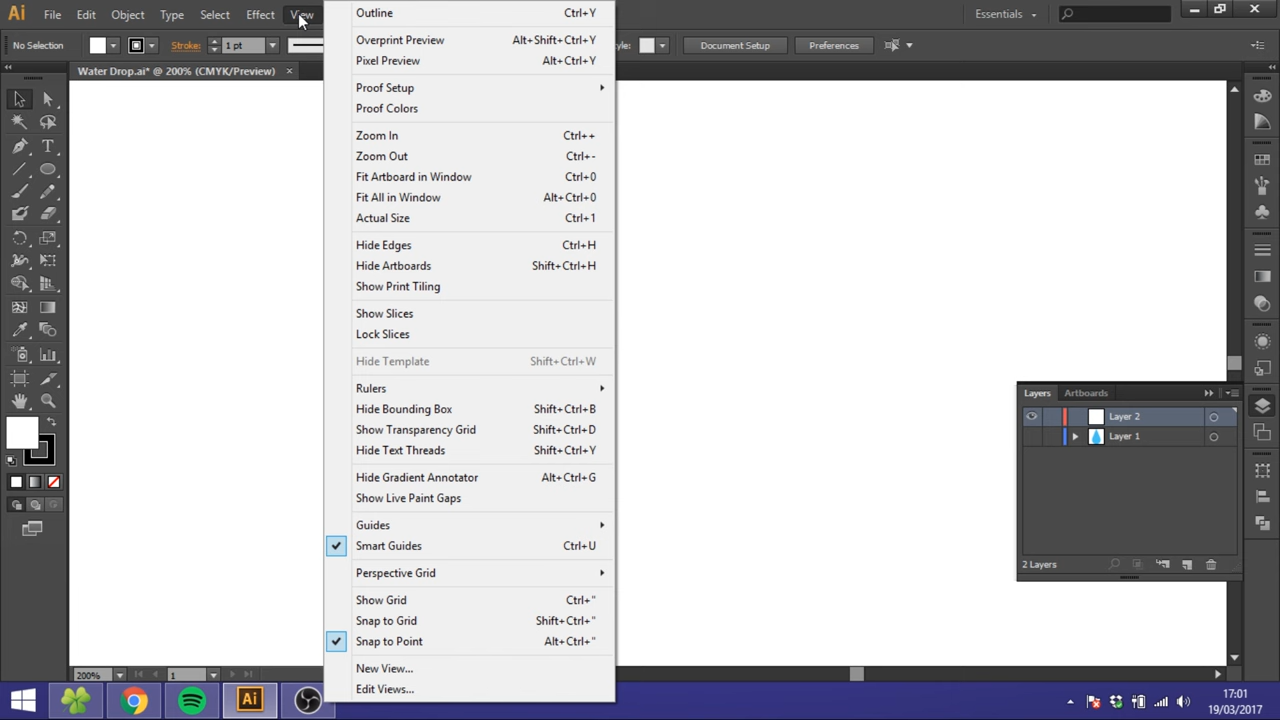 Ai File Edit Object Type Select Effect View
Essentials
No Selection Stroke: 1 pt
Document Setup Preferences
Water Drop.ai* @ 200% (CMYK/Preview) ×
Outline Ctrl+Y
Overprint Preview Alt+Shift+Ctrl+Y
Pixel Preview Alt+Ctrl+Y
Proof Setup
Proof Colors
Zoom In Ctrl++
Zoom Out Ctrl+-
Fit Artboard in Window Ctrl+0
Fit All in Window Alt+Ctrl+0
Actual Size Ctrl+1
Hide Edges Ctrl+H
Hide Artboards Shift+Ctrl+H
Show Print Tiling
Show Slices
Lock Slices
Hide Template Shift+Ctrl+W
Rulers
Hide Bounding Box Shift+Ctrl+B
Show Transparency Grid Shift+Ctrl+D
Hide Text Threads Shift+Ctrl+Y
Hide Gradient Annotator Alt+Ctrl+G
Show Live Paint Gaps
Guides
Smart Guides Ctrl+U
Perspective Grid
Show Grid Ctrl+"
Snap to Grid Shift+Ctrl+"
Snap to Point Alt+Ctrl+"
New View...
Edit Views...
Layers Artboards
Layer 2
Layer 1
2 Layers
200% 1
Ai
17:01
19/03/2017